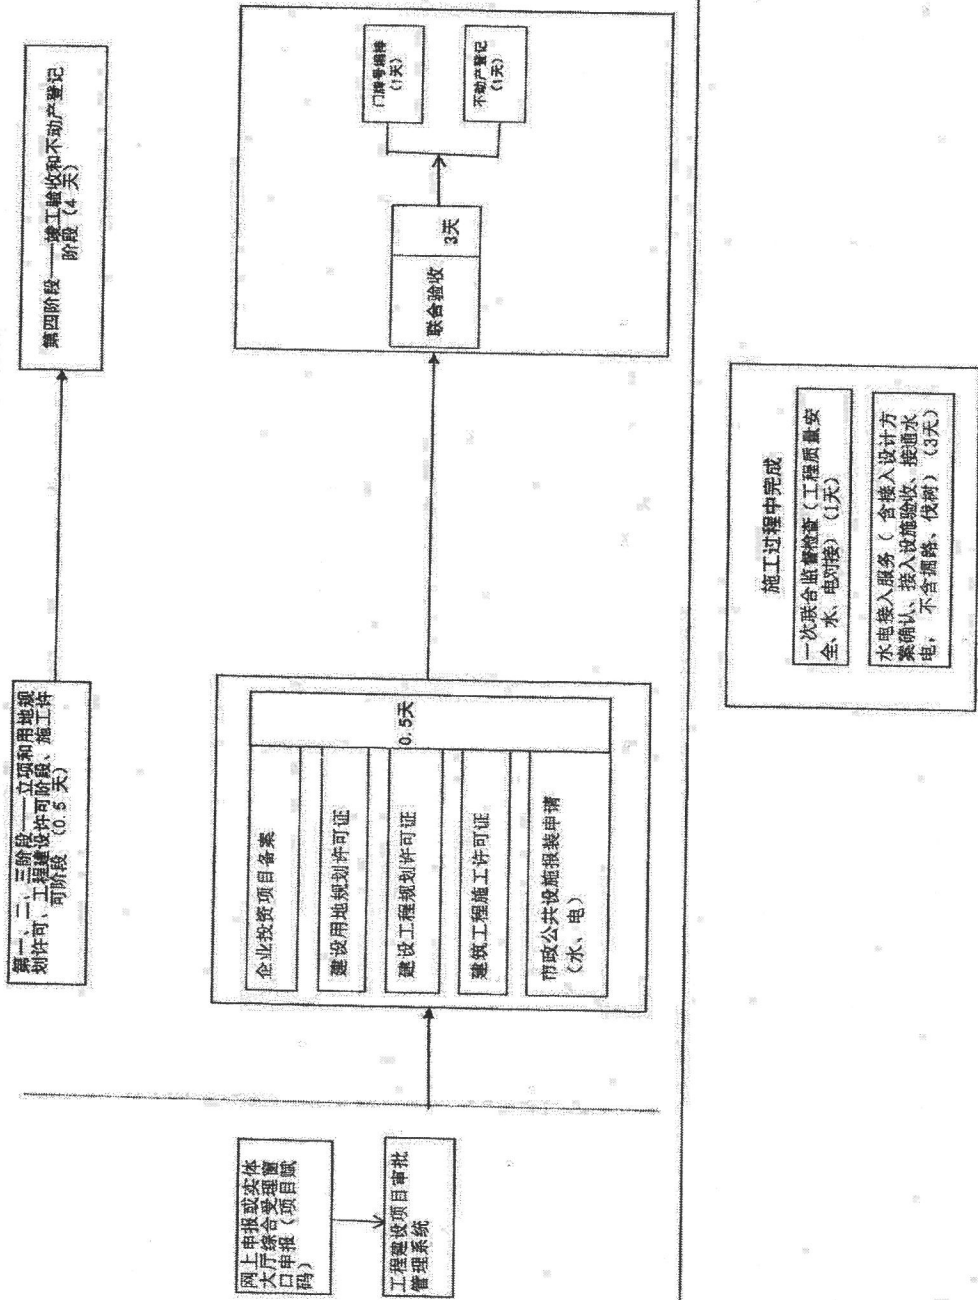 网上申报或实体
大厅综合受理窗
口申报（项目赋
码）
工程建设项目审批
管理系统
第一、二、三阶段——立项和用地规
划许可、工程建设许可阶段、施工许
可阶段（0.5 天）
企业投资项目备案
建设用地规划许可证
建设工程规划许可证
建筑工程施工许可证
市政公共设施报装申请
（水、电）
0.5天
第四阶段——竣工验收和不动产登记
阶段（4 天）
联合验收
3天
门牌号编排
（1天）
不动产登记
（1天）
施工过程中完成
一次联合监督检查（工程质量安
全、水、电对接）（1天）
水电接入服务（ 含接入设计方
案确认、接入设施验收、接通水
电， 不含掘路、伐树）（3天）